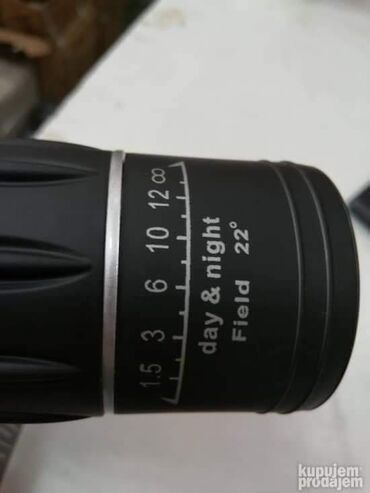 1.5 3 6 10 12 ∞
day & night
Field 22°
kupujem
prodajem